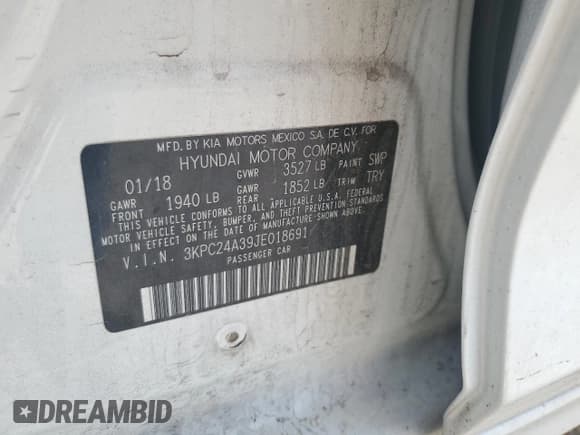 MFD. BY KIA MOTORS MEXICO S.A. DE C.V. FOR
HYUNDAI MOTOR COMPANY
01/18 GVWR 3527 LB PAINT SWP
GAWR FRONT 1940 LB GAWR REAR 1852 LB TRIM TRY
THIS VEHICLE CONFORMS TO ALL APPLICABLE U.S.A. FEDERAL
MOTOR VEHICLE SAFETY, BUMPER, AND THEFT PREVENTION STANDARDS
IN EFFECT ON THE DATE OF MANUFACTURE SHOWN ABOVE.
V.I.N. 3KPC24A39JE018691
PASSENGER CAR
DREAMBID